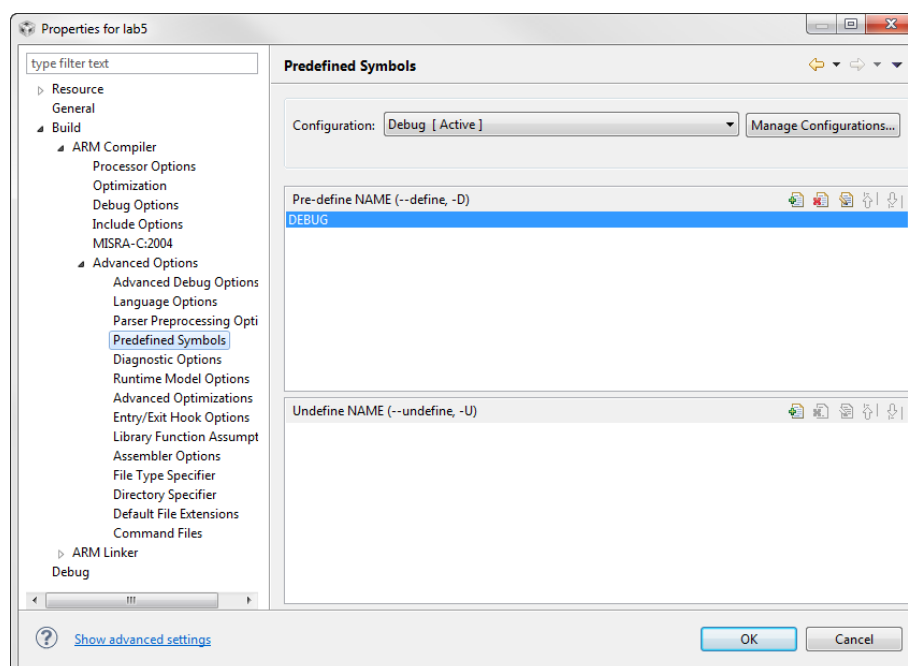 Properties for lab5
type filter text
Resource
General
Build
ARM Compiler
Processor Options
Optimization
Debug Options
Include Options
MISRA-C:2004
Advanced Options
Advanced Debug Options
Language Options
Parser Preprocessing Opti
Predefined Symbols
Diagnostic Options
Runtime Model Options
Advanced Optimizations
Entry/Exit Hook Options
Library Function Assumpt
Assembler Options
File Type Specifier
Directory Specifier
Default File Extensions
Command Files
ARM Linker
Debug
Predefined Symbols
Configuration: Debug [ Active ] Manage Configurations...
Pre-define NAME (--define, -D)
DEBUG
Undefine NAME (--undefine, -U)
? Show advanced settings OK Cancel